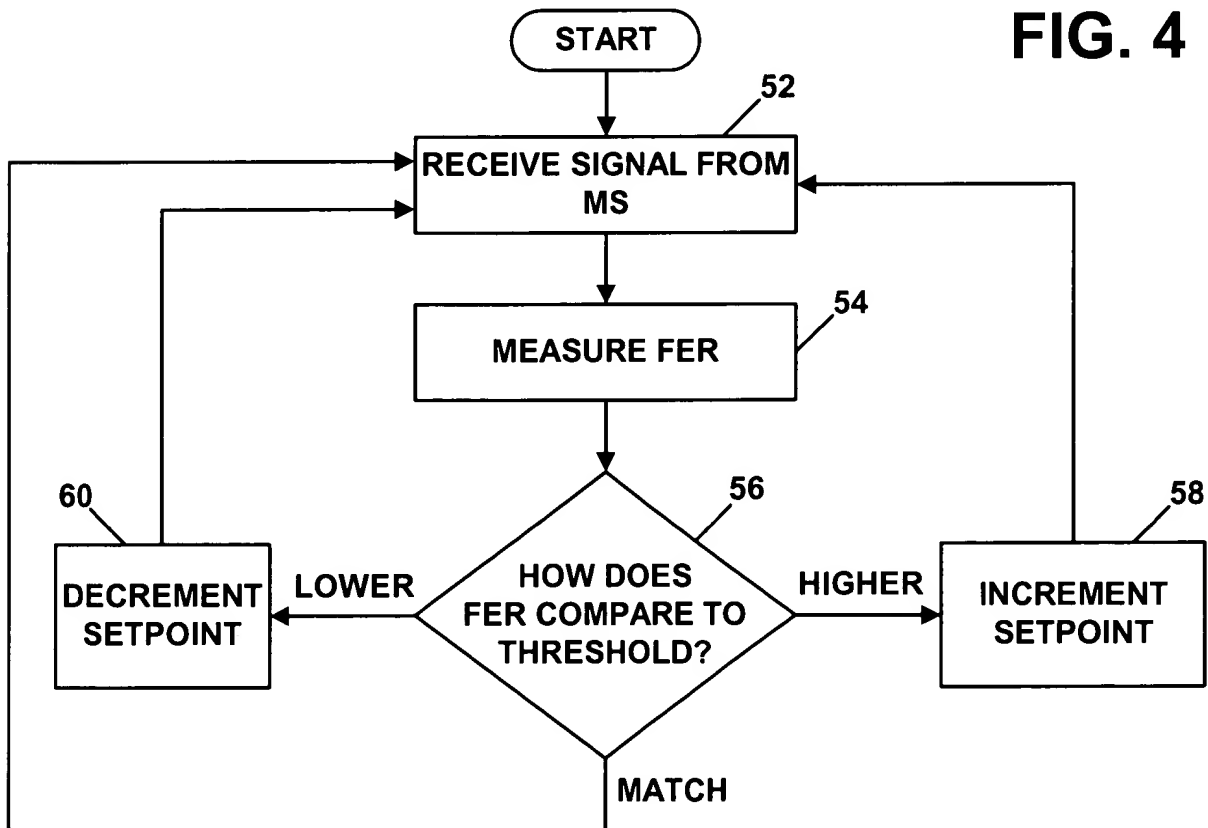 FIG. 4
START
52
RECEIVE SIGNAL FROM
MS
54
MEASURE FER
56
HOW DOES
FER COMPARE TO
THRESHOLD?
LOWER
HIGHER
60
DECREMENT
SETPOINT
58
INCREMENT
SETPOINT
MATCH